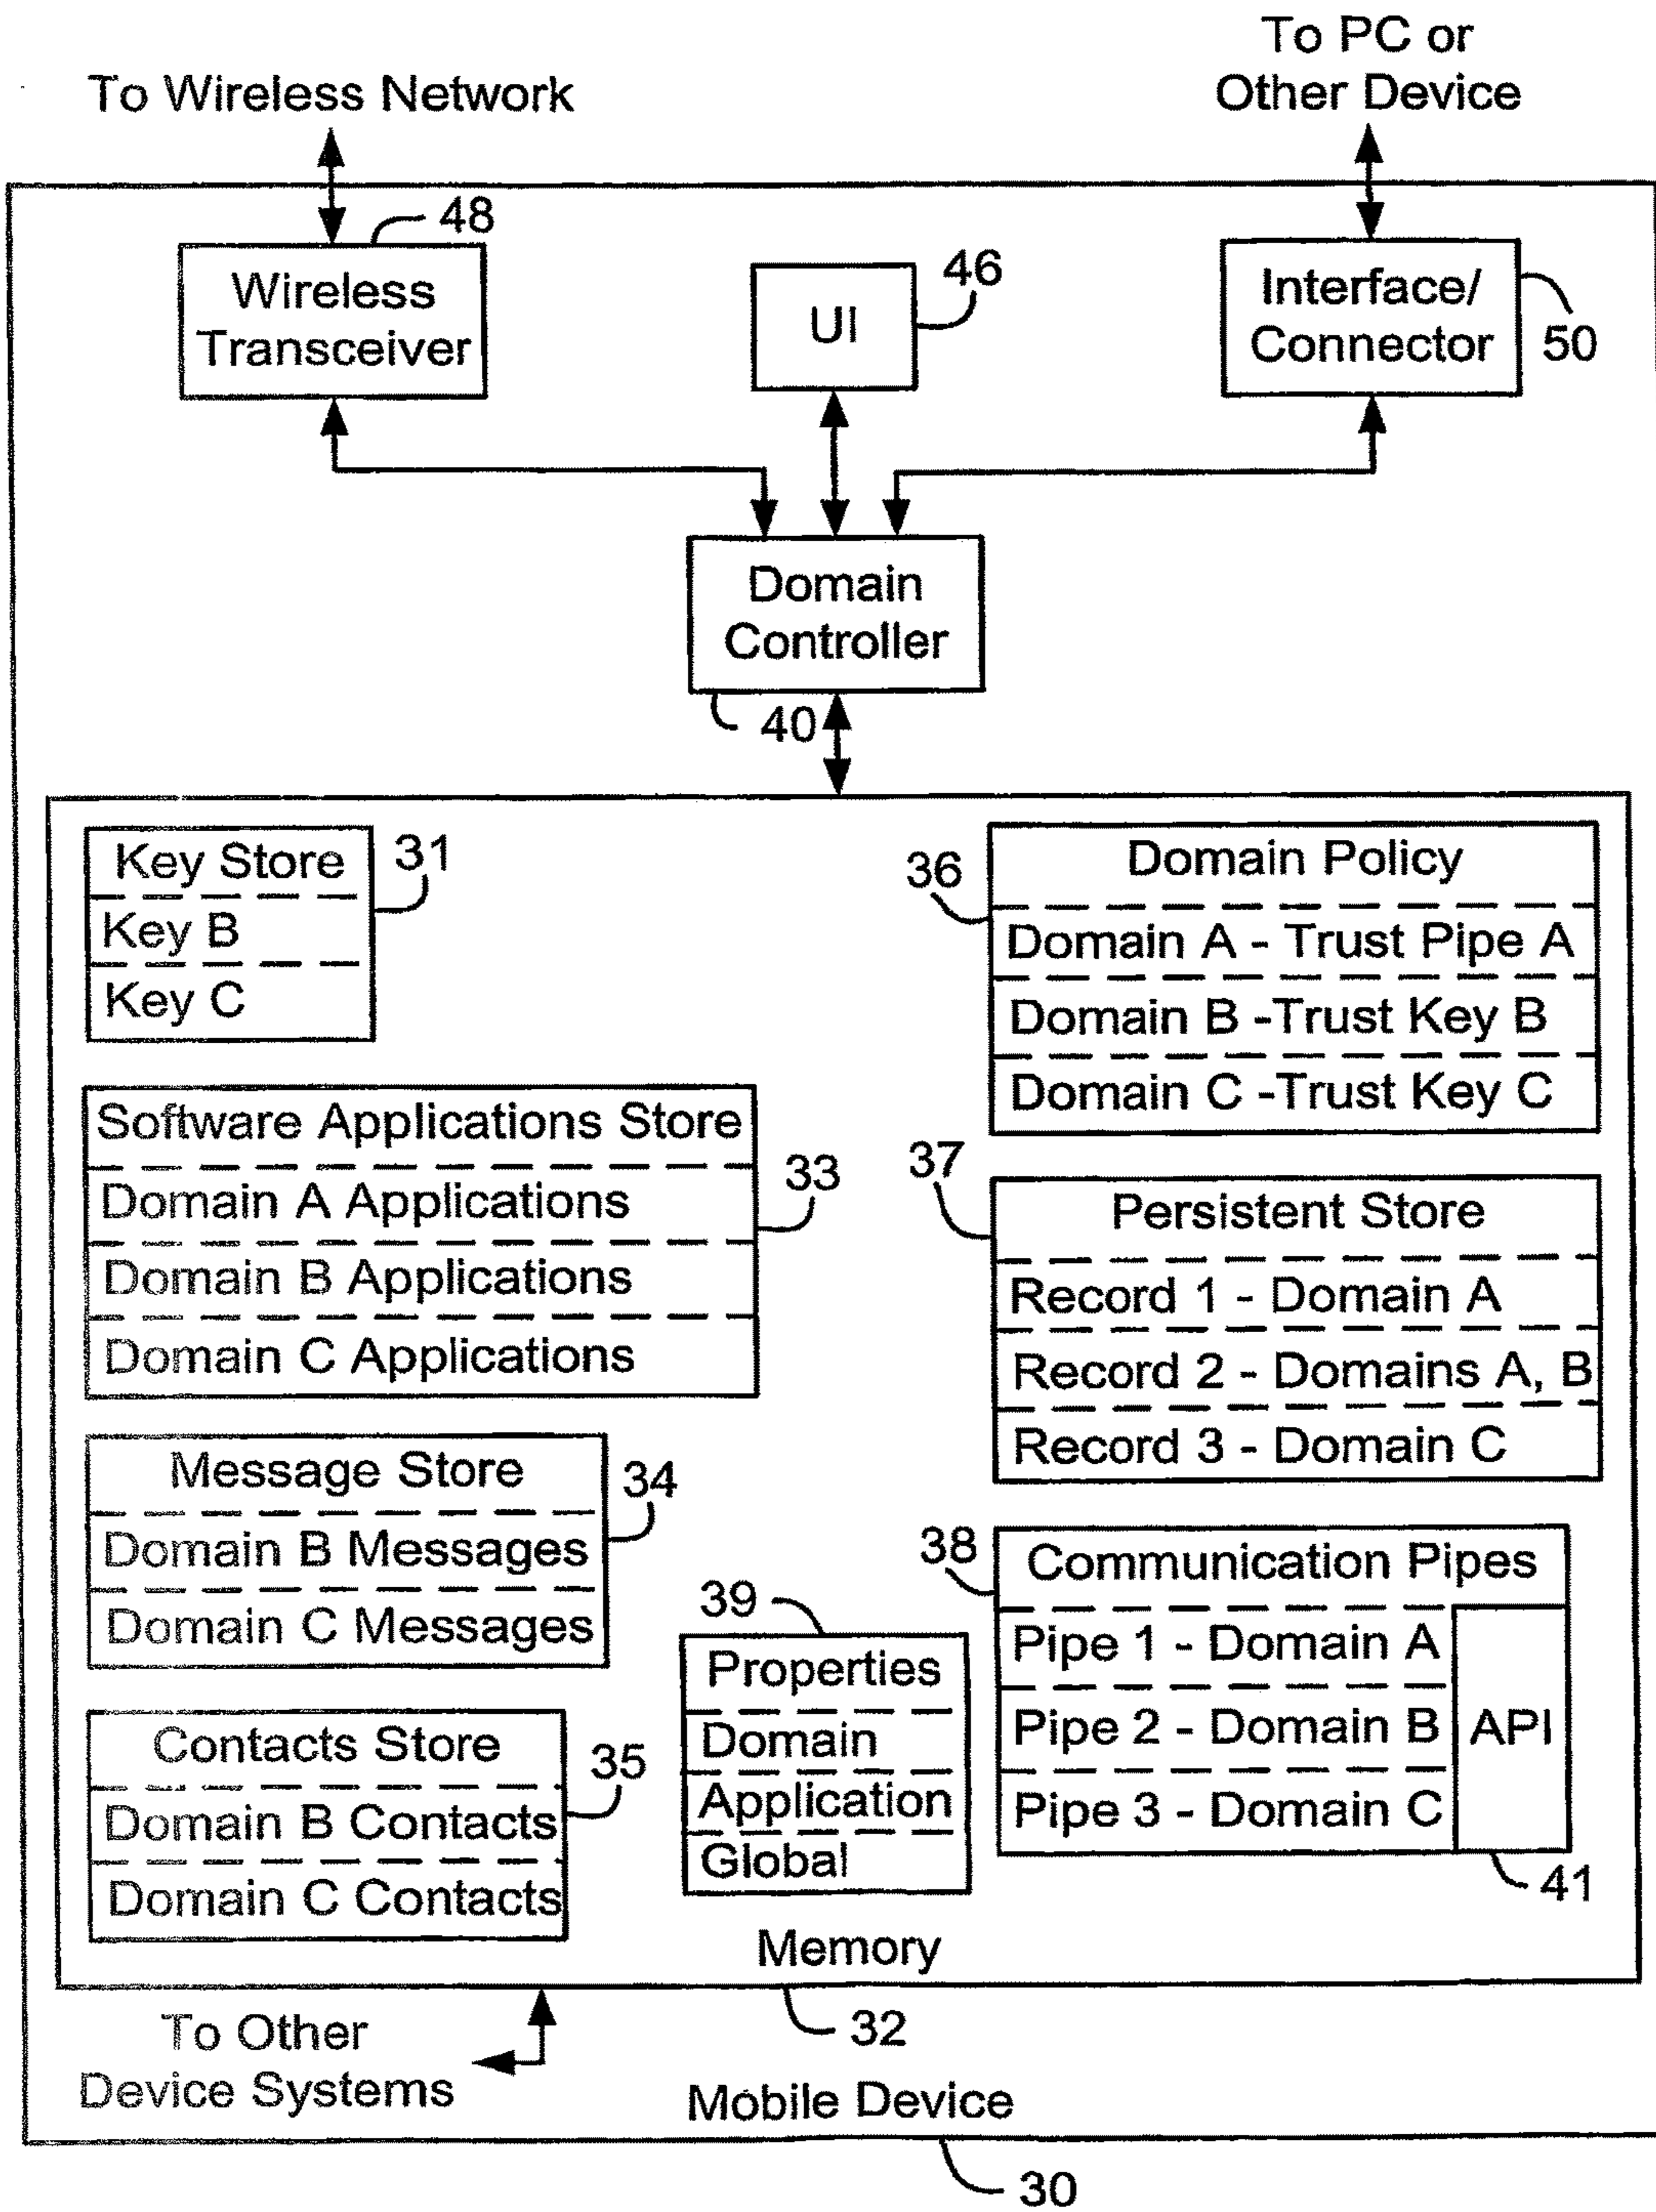 To Wireless Network
To PC or
Other Device
48
Wireless
Transceiver
46
UI
Interface/
Connector
50
Domain
Controller
40
Key Store
Key B
Key C
31
36
Domain Policy
Domain A - Trust Pipe A
Domain B -Trust Key B
Domain C -Trust Key C
Software Applications Store
Domain A Applications
Domain B Applications
Domain C Applications
33
37
Persistent Store
Record 1 - Domain A
Record 2 - Domains A, B
Record 3 - Domain C
Message Store
Domain B Messages
Domain C Messages
34
38
Communication Pipes
Pipe 1 - Domain A
Pipe 2 - Domain B
Pipe 3 - Domain C
API
41
39
Properties
Domain
Application
Global
Contacts Store
Domain B Contacts
Domain C Contacts
35
Memory
32
To Other
Device Systems
Mobile Device
30